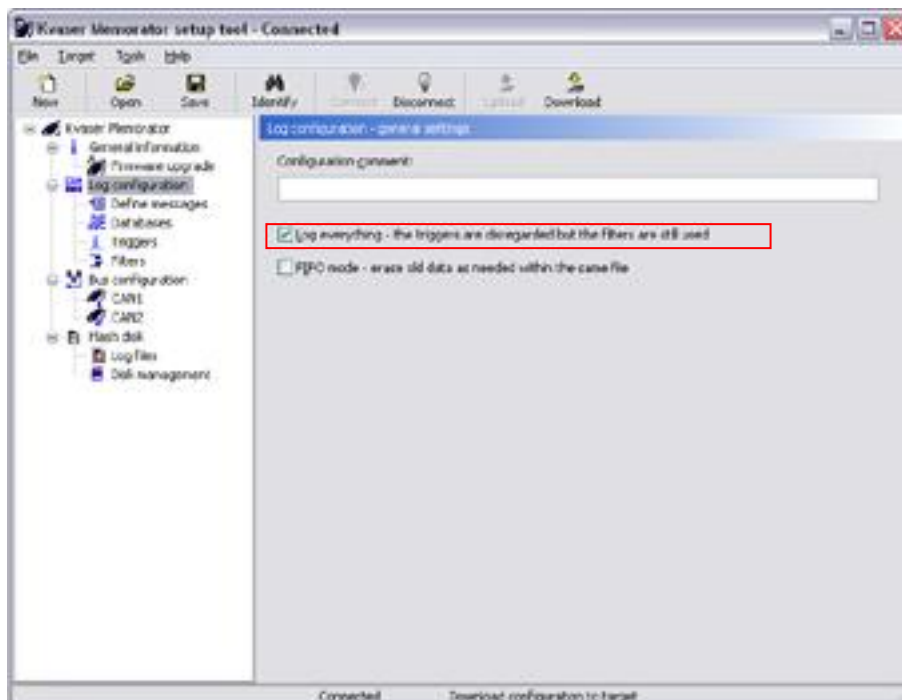 Kvaser Memorator setup tool - Connected
File Target Tools Help
New Open Save Identify Connect Disconnect Upload Download
Kvaser Memorator
General information
Firmware upgrade
Log configuration
Define messages
Databases
Triggers
Filters
Bus configuration
CAN1
CAN2
Flash disk
Log files
Disk management
Log configuration - general settings
Configuration comment:
Log everything - the triggers are disregarded but the filters are still used
FIFO mode - erase old data as needed within the same file
Connected Download configuration to target